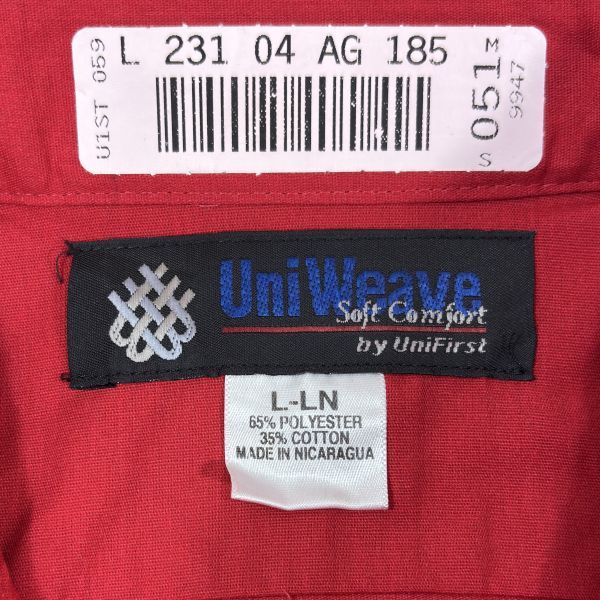 L 231 04 AG 185
U1ST 059
S 051 M
9947
UniWeave
Soft Comfort
by UniFirst
L-LN
65% POLYESTER
35% COTTON
MADE IN NICARAGUA